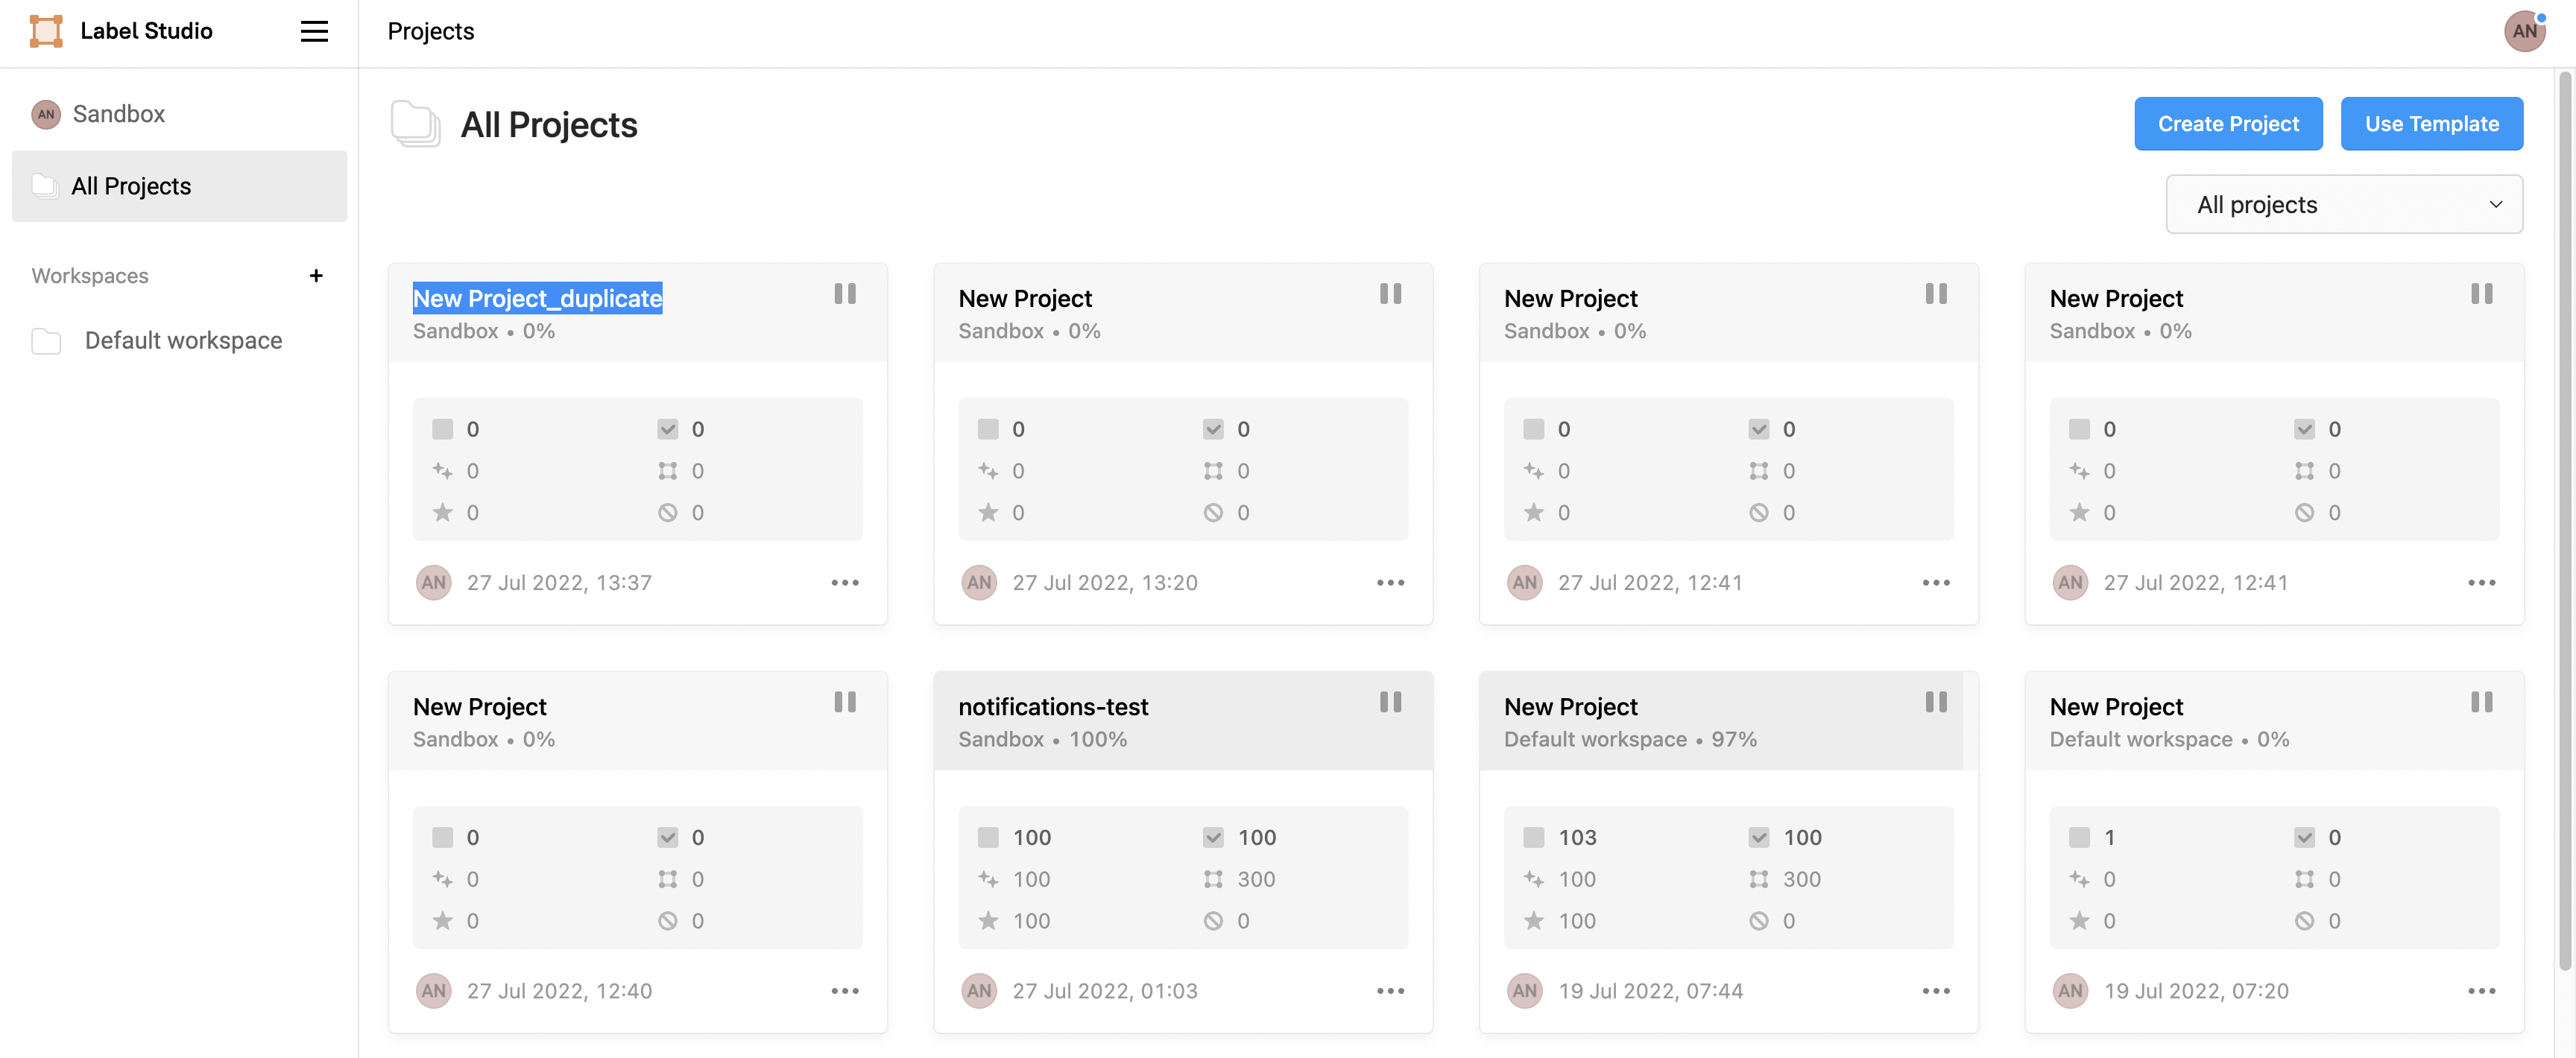 Label Studio
Projects
AN
AN Sandbox
All Projects
Workspaces +
Default workspace
All Projects
Create Project
Use Template
All projects
New Project_duplicate
Sandbox • 0%
0 0
0 0
0 0
AN 27 Jul 2022, 13:37
New Project
Sandbox • 0%
0 0
0 0
0 0
AN 27 Jul 2022, 13:20
New Project
Sandbox • 0%
0 0
0 0
0 0
AN 27 Jul 2022, 12:41
New Project
Sandbox • 0%
0 0
0 0
0 0
AN 27 Jul 2022, 12:41
New Project
Sandbox • 0%
0 0
0 0
0 0
AN 27 Jul 2022, 12:40
notifications-test
Sandbox • 100%
100 100
100 300
100 0
AN 27 Jul 2022, 01:03
New Project
Default workspace • 97%
103 100
100 300
100 0
AN 19 Jul 2022, 07:44
New Project
Default workspace • 0%
1 0
0 0
0 0
AN 19 Jul 2022, 07:20